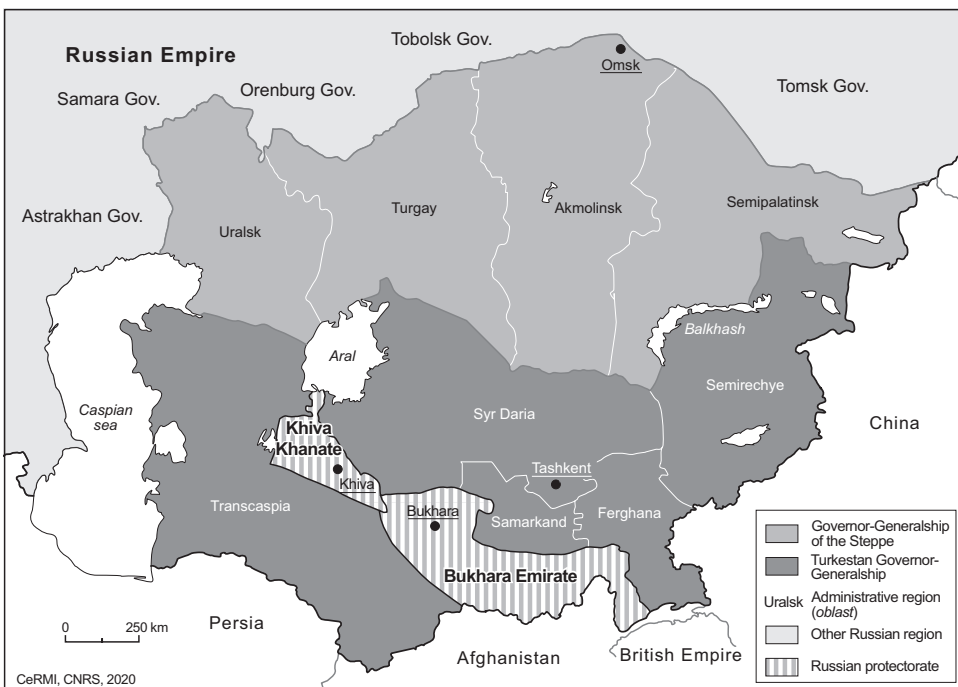 Russian Empire
Tobolsk Gov.
Omsk
Samara Gov.
Orenburg Gov.
Tomsk Gov.
Astrakhan Gov.
Uralsk
Turgay
Akmolinsk
Semipalatinsk
Aral
Balkhash
Caspian
sea
Syr Daria
Semirechye
China
Khiva
Khanate
Khiva
Tashkent
Transcaspia
Bukhara
Samarkand
Ferghana
Bukhara Emirate
Persia
Afghanistan
British Empire
0 250 km
Governor-Generalship
of the Steppe
Turkestan Governor-
Generalship
Uralsk Administrative region
(oblast)
Other Russian region
Russian protectorate
CeRMI, CNRS, 2020